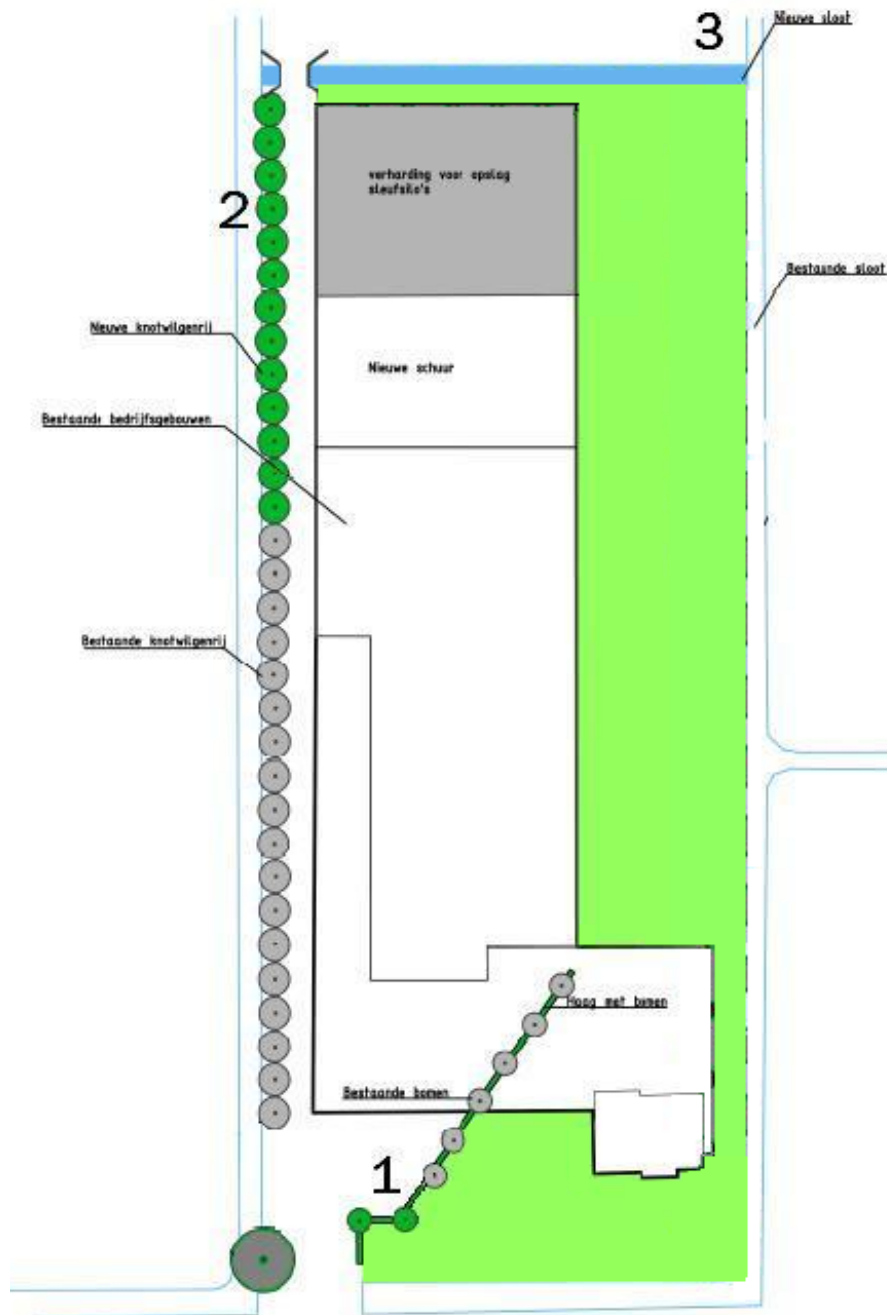 3
Nieuwe sloot
verharding voor opslag
sleufsilo's
2
Bestaande sloot
Nieuwe knotwilgenrij
Nieuwe schuur
Bestaande bedrijfsgebouwen
Bestaande knotwilgenrij
Haag met bomen
Bestaande bomen
1